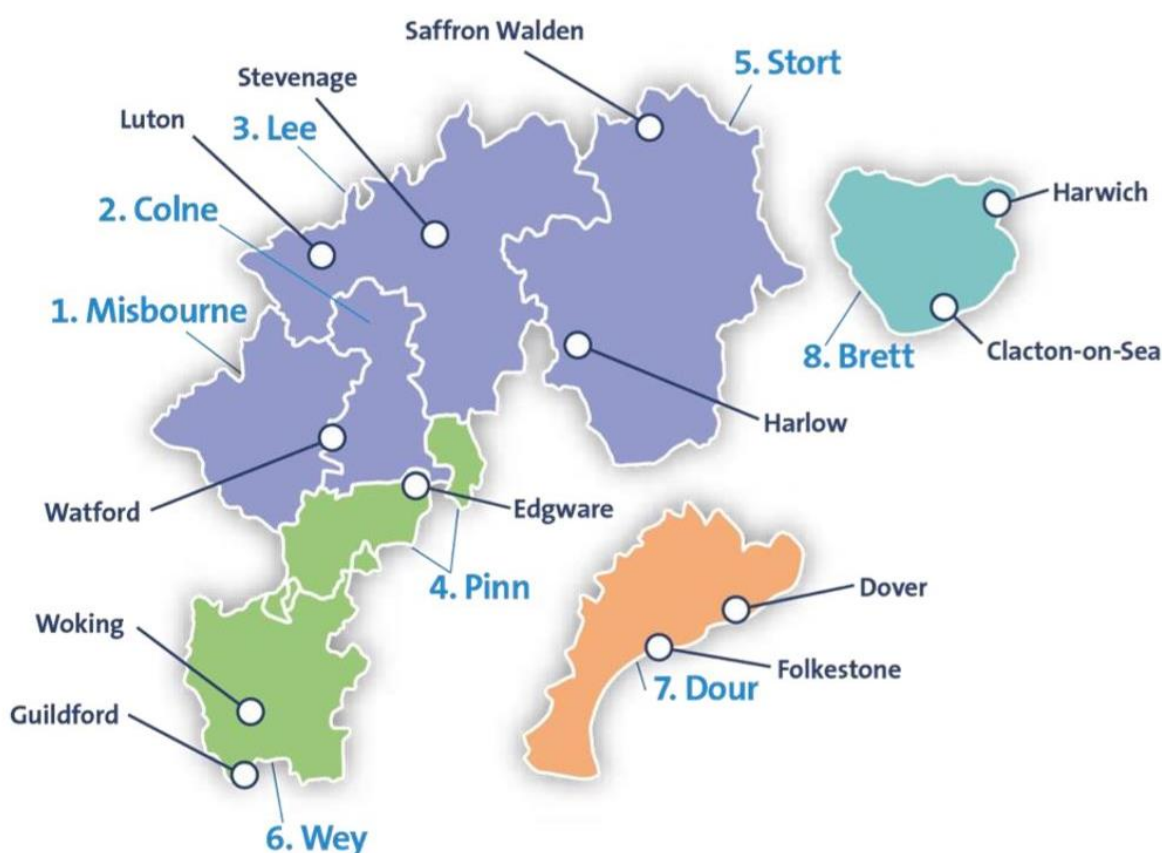 Saffron Walden
5. Stort
Stevenage
Luton
3. Lee
2. Colne
Harwich
1. Misbourne
8. Brett
Clacton-on-Sea
Harlow
Watford
Edgware
4. Pinn
Dover
Woking
Folkestone
7. Dour
Guildford
6. Wey